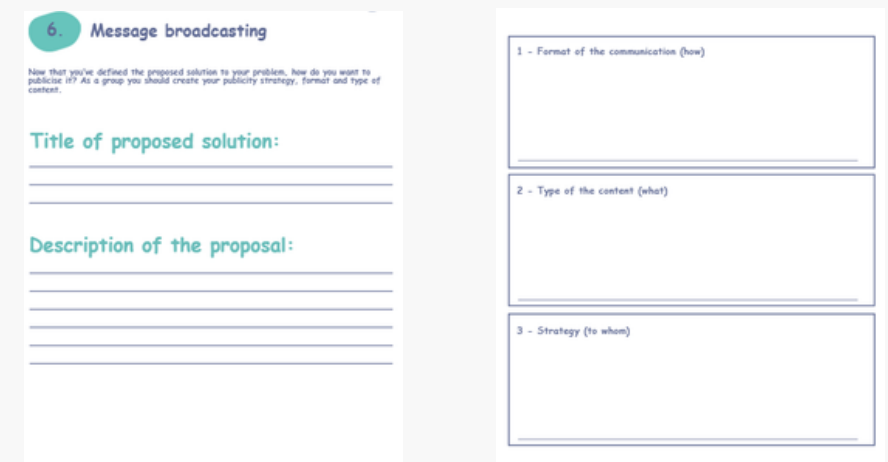 6.
Message broadcasting
Now that you've defined the proposed solution to your problem, how do you want to
publicise it? As a group you should create your publicity strategy, format and type of
content.
Title of proposed solution:
Description of the proposal:
1 - Format of the communication (how)
2 - Type of the content (what)
3 - Strategy (to whom)